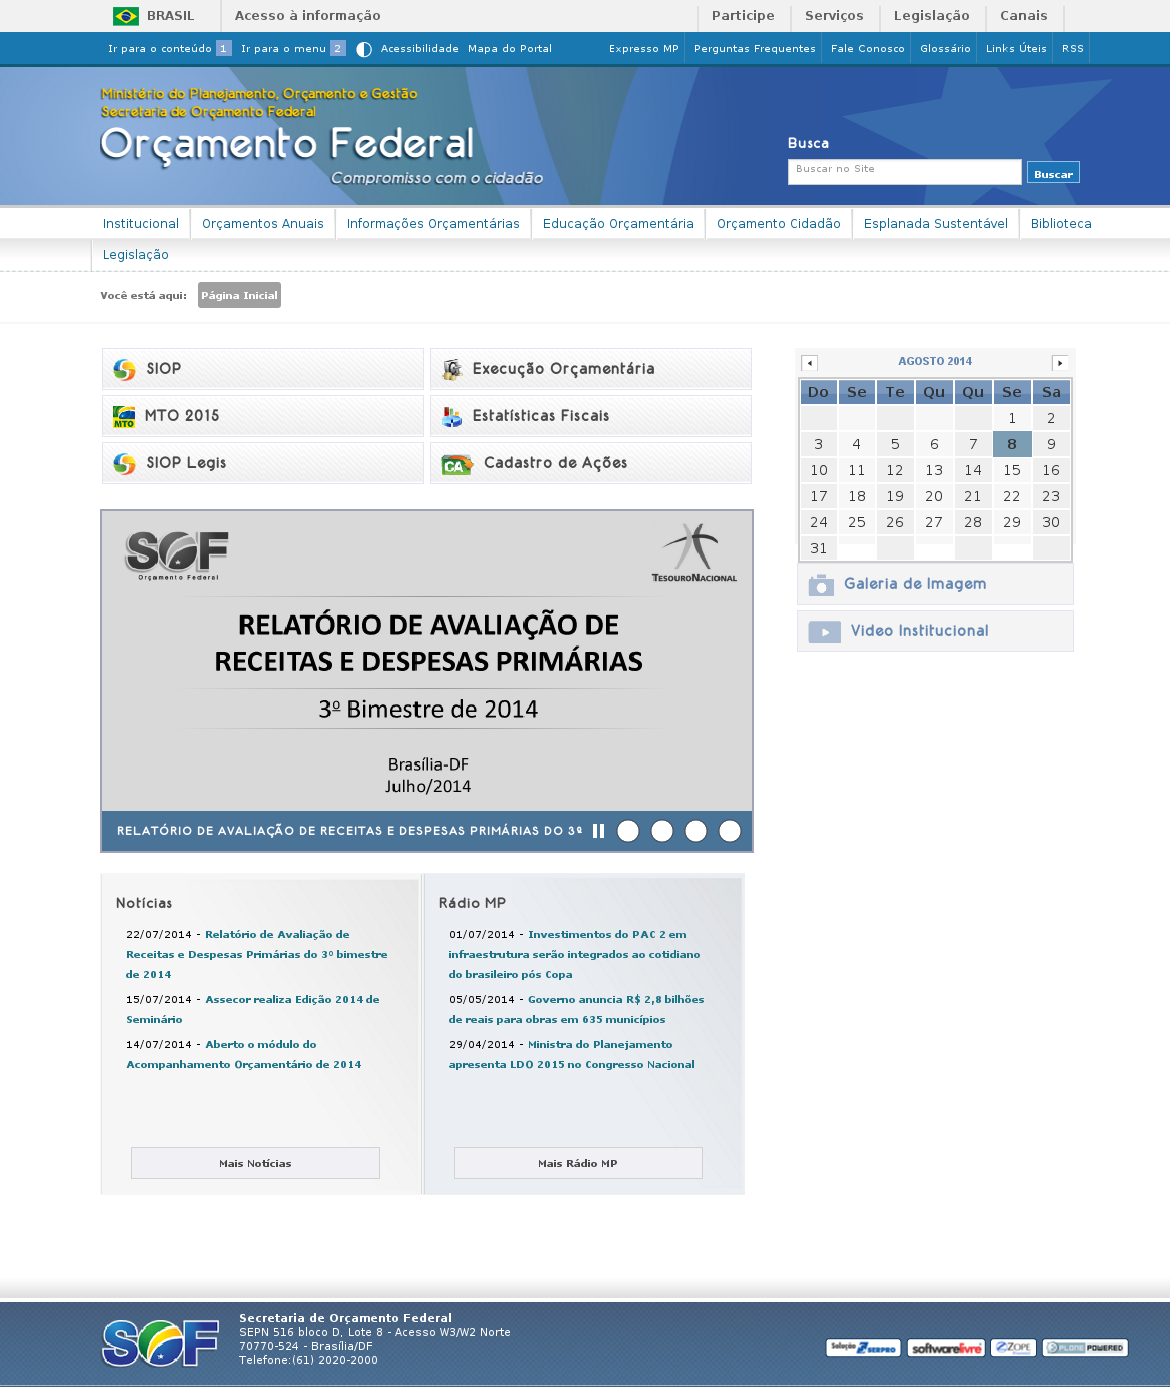 BRASIL Acesso à informação Participe Serviços Legislação Canais
Ir para o conteúdo 1 Ir para o menu 2 Acessibilidade Mapa do Portal Expresso MP Perguntas Frequentes Fale Conosco Glossário Links Úteis RSS
Ministério do Planejamento, Orçamento e Gestão
Secretaria de Orçamento Federal
Orçamento Federal
Compromisso com o cidadão
Busca
Buscar no Site Buscar
Institucional Orçamentos Anuais Informações Orçamentárias Educação Orçamentária Orçamento Cidadão Esplanada Sustentável Biblioteca
Legislação
Você está aqui: Página Inicial
SIOP
Execução Orçamentária
MTO MTO 2015
Estatísticas Fiscais
SIOP Legis
CA Cadastro de Ações
AGOSTO 2014
Do Se Te Qu Qu Se Sa
1 2
3 4 5 6 7 8 9
10 11 12 13 14 15 16
17 18 19 20 21 22 23
24 25 26 27 28 29 30
31
Galeria de Imagem
Video Institucional
SOF
Orçamento Federal
TESOURONACIONAL
RELATÓRIO DE AVALIAÇÃO DE
RECEITAS E DESPESAS PRIMÁRIAS
3º Bimestre de 2014
Brasília-DF
Julho/2014
RELATÓRIO DE AVALIAÇÃO DE RECEITAS E DESPESAS PRIMÁRIAS DO 3º
Notícias
22/07/2014 - Relatório de Avaliação de
Receitas e Despesas Primárias do 3º bimestre
de 2014
15/07/2014 - Assecor realiza Edição 2014 de
Seminário
14/07/2014 - Aberto o módulo do
Acompanhamento Orçamentário de 2014
Mais Notícias
Rádio MP
01/07/2014 - Investimentos do PAC 2 em
infraestrutura serão integrados ao cotidiano
do brasileiro pós Copa
05/05/2014 - Governo anuncia R$ 2,8 bilhões
de reais para obras em 635 municípios
29/04/2014 - Ministra do Planejamento
apresenta LDO 2015 no Congresso Nacional
Mais Rádio MP
SOF
Secretaria de Orçamento Federal
SEPN 516 bloco D, Lote 8 - Acesso W3/W2 Norte
70770-524 - Brasília/DF
Telefone:(61) 2020-2000
Solução SERPRO softwarelivre ZOPE PLONE POWERED